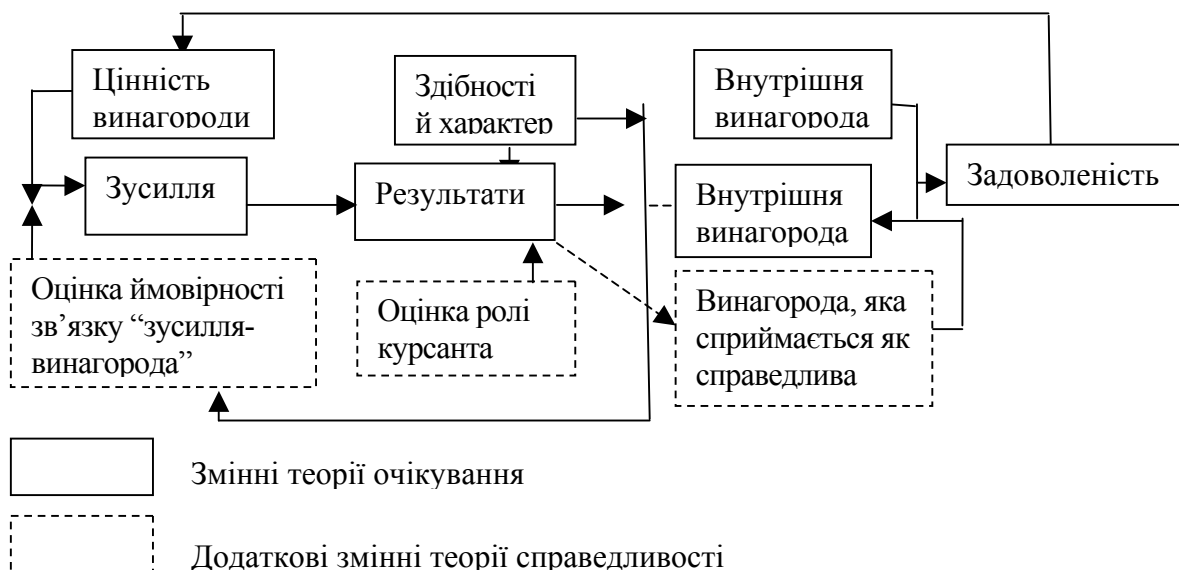 Цінність
винагороди
Здібності
й характер
Внутрішня
винагорода
Зусилля
Результати
Внутрішня
винагорода
Задоволеність
Оцінка ймовірності
зв’язку “зусилля-
винагорода”
Оцінка ролі
курсанта
Винагорода, яка
сприймається як
справедлива
Змінні теорії очікування
Додаткові змінні теорії справедливості